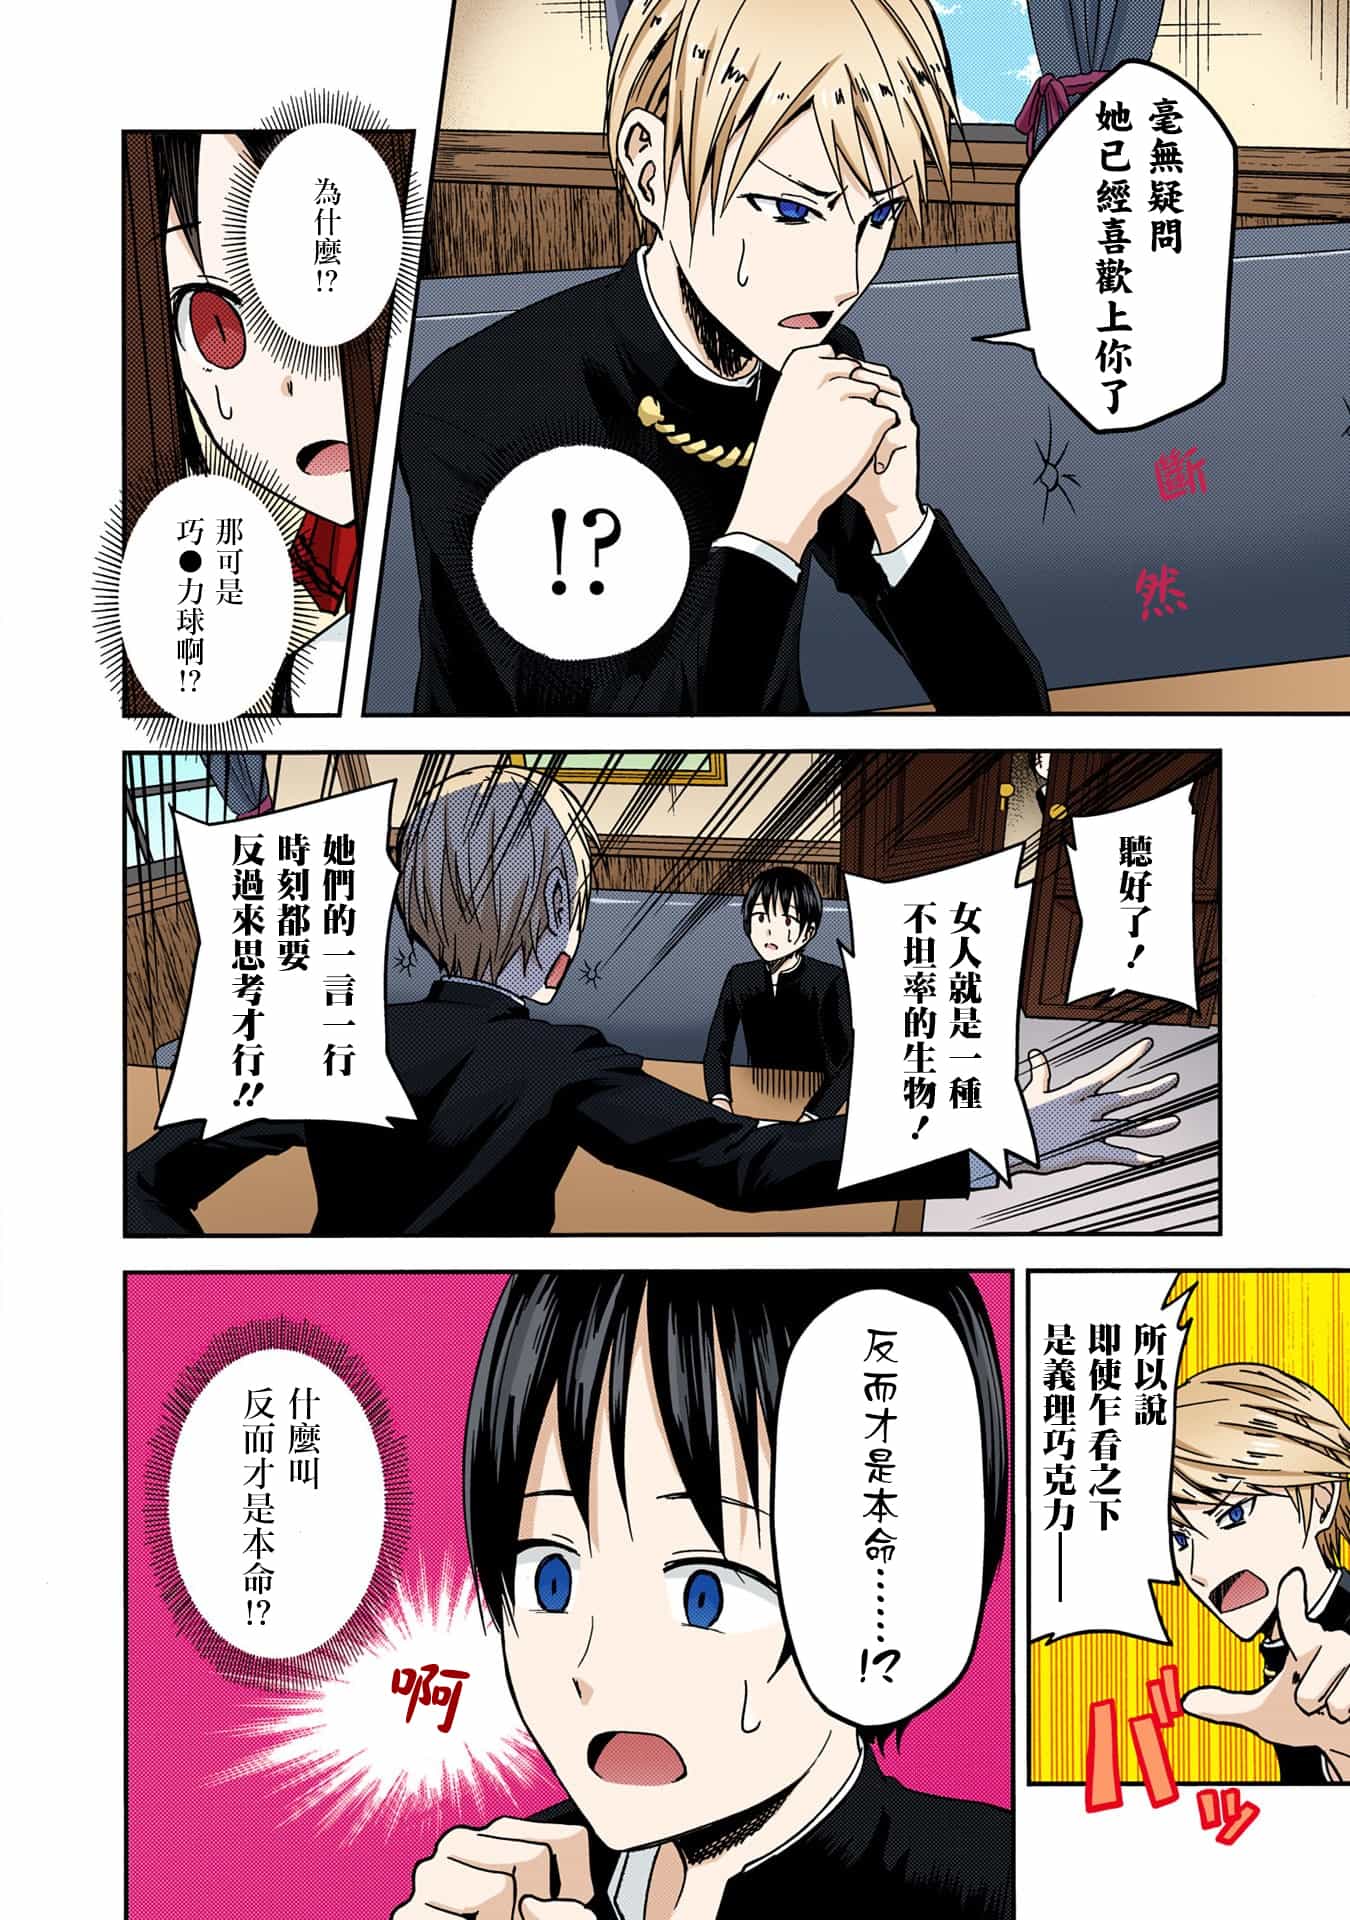 毫無疑問
她已經喜歡上你了
斷
然
!?
為什麼!?
那可是
巧●力球啊!?
聽好了!
女人就是一種
不坦率的生物!
她們的一言一行
時刻都要
反過來思考才行!!
所以說
即使乍看之下
是義理巧克力——
バッ
反而才是本命……!?
啊
什麼叫
反而才是本命!?